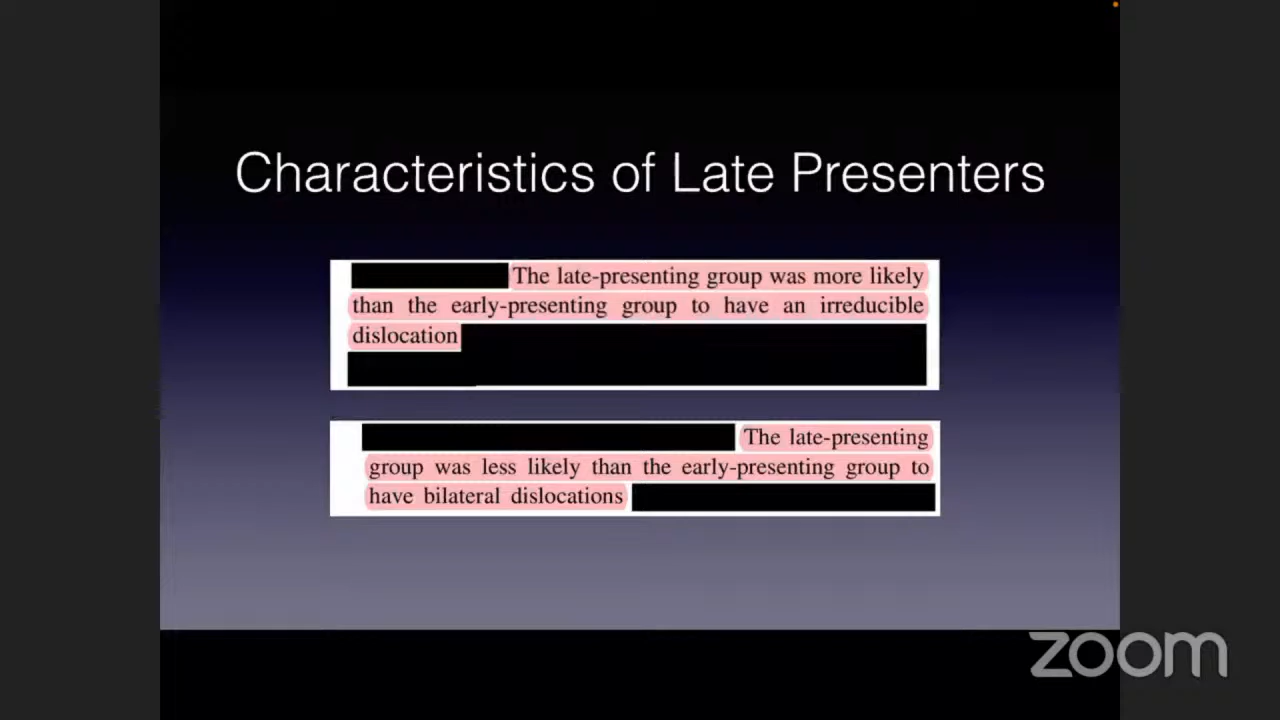 Characteristics of Late Presenters
The late-presenting group was more likely
than the early-presenting group to have an irreducible
dislocation
The late-presenting
group was less likely than the early-presenting group to
have bilateral dislocations
zoom